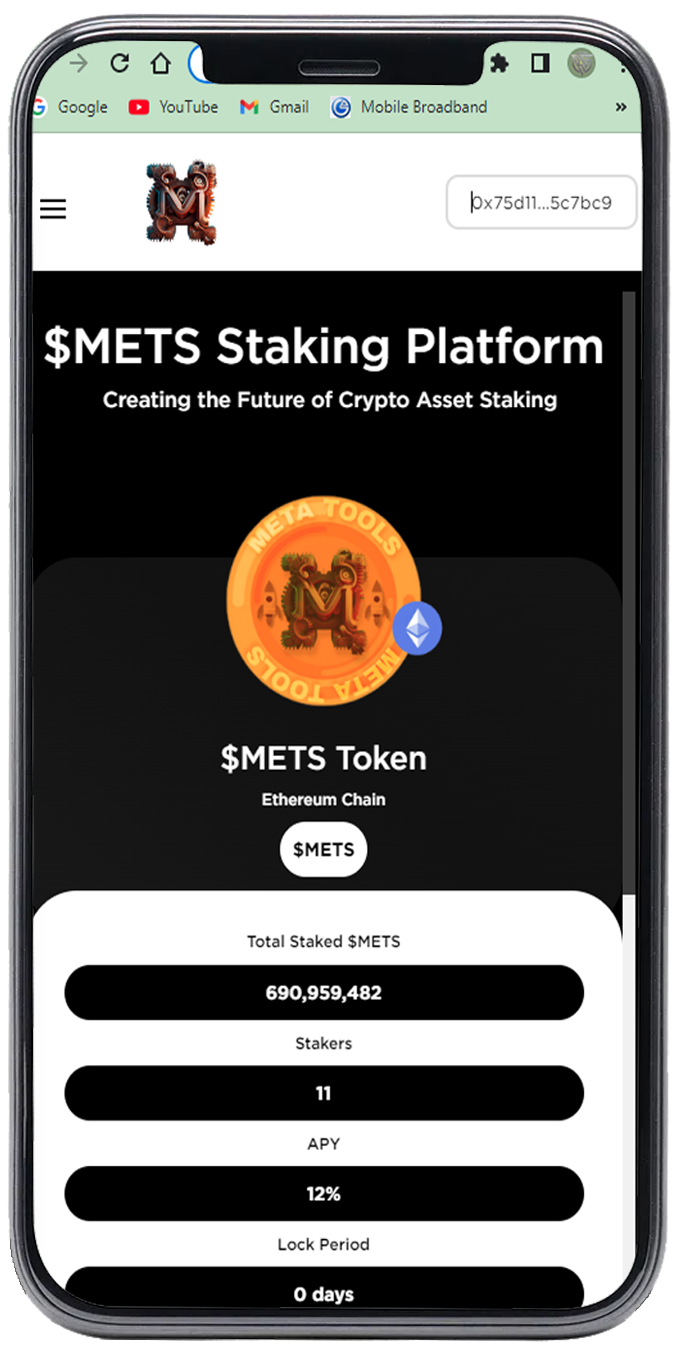 Google YouTube Gmail Mobile Broadband »
M
0x75d11...5c7bc9
$METS Staking Platform
Creating the Future of Crypto Asset Staking
META TOOLS
M
META TOOLS
$METS Token
Ethereum Chain
$METS
Total Staked $METS
690,959,482
Stakers
11
APY
12%
Lock Period
0 days